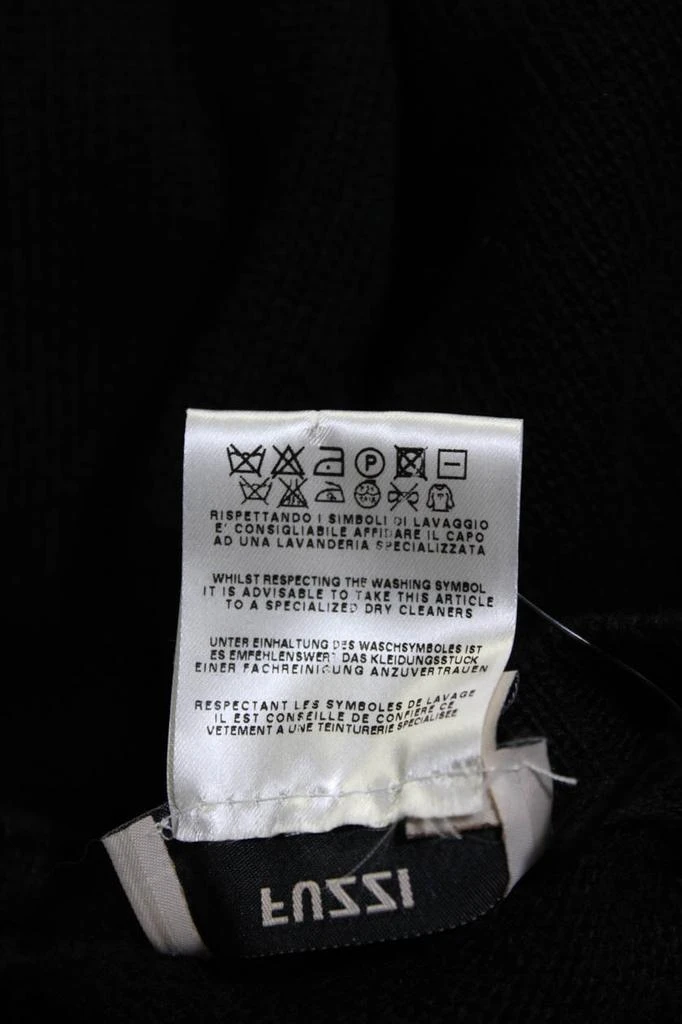 P
RISPETTANDO I SIMBOLI DI LAVAGGIO
E' CONSIGLIABILE AFFIDARE IL CAPO
AD UNA LAVANDERIA SPECIALIZZATA
WHILST RESPECTING THE WASHING SYMBOL
IT IS ADVISABLE TO TAKE THIS ARTICLE
TO A SPECIALIZED DRY CLEANERS
UNTER EINHALTUNG DES WASCHSYMBOLES IST
ES EMFEHLENSWERT DAS KLEIDUNGSSTUCK
EINER FACHREINIGUNG ANZUVERTRAUEN
RESPECTANT LES SYMBOLES DE LAVAGE
IL EST CONSEILLE DE CONFIERE CE
VETEMENT A UNE TEINTURERIE SPECIALISEE
FUZZI